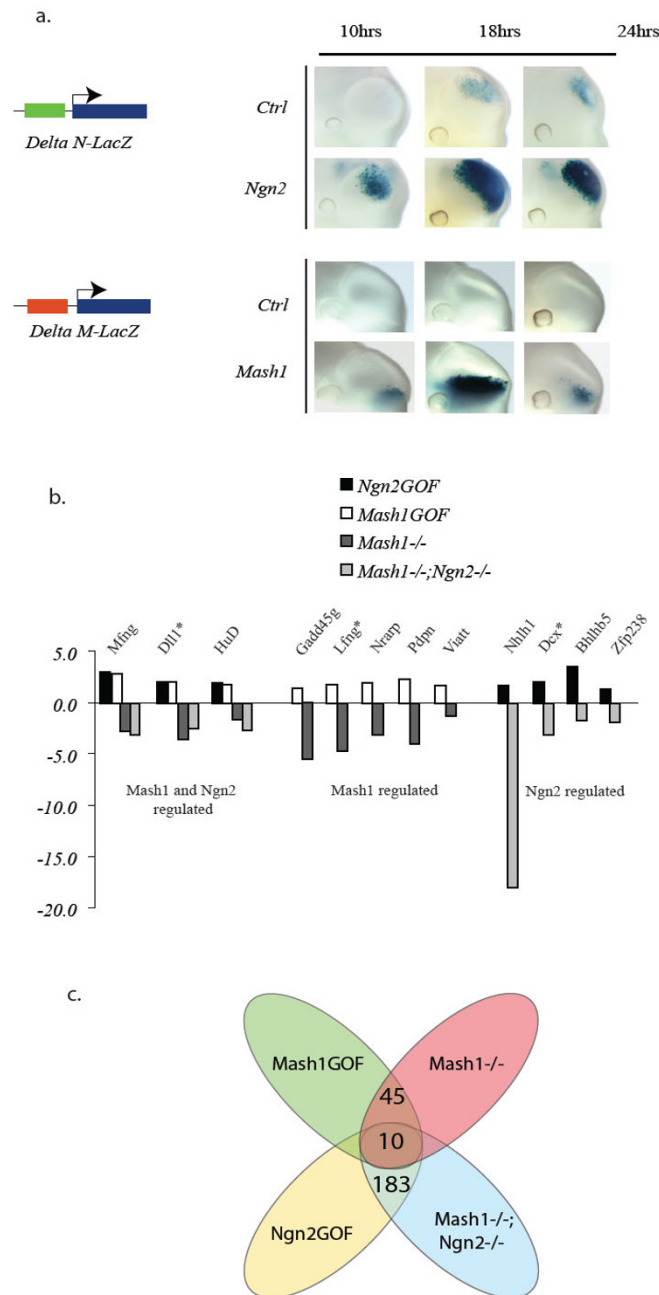 a.
10hrs 18hrs 24hrs
Ctrl
Delta N-LacZ
Ngn2
Ctrl
Delta M-LacZ
Mash1
b.
Ngn2GOF
Mash1GOF
Mash1-/-
Mash1-/-;Ngn2-/-
Mfng Dll1* HuD Gadd45g Lfng* Nrarp Pdpn Viatt Nhlh1 Dcx* Bhlhb5 Zfp238
5.0
0.0
-5.0
-10.0
-15.0
-20.0
Mash1 and Ngn2
regulated
Mash1 regulated
Ngn2 regulated
c.
Mash1GOF
Mash1-/-
45
10
183
Ngn2GOF
Mash1-/-;
Ngn2-/-